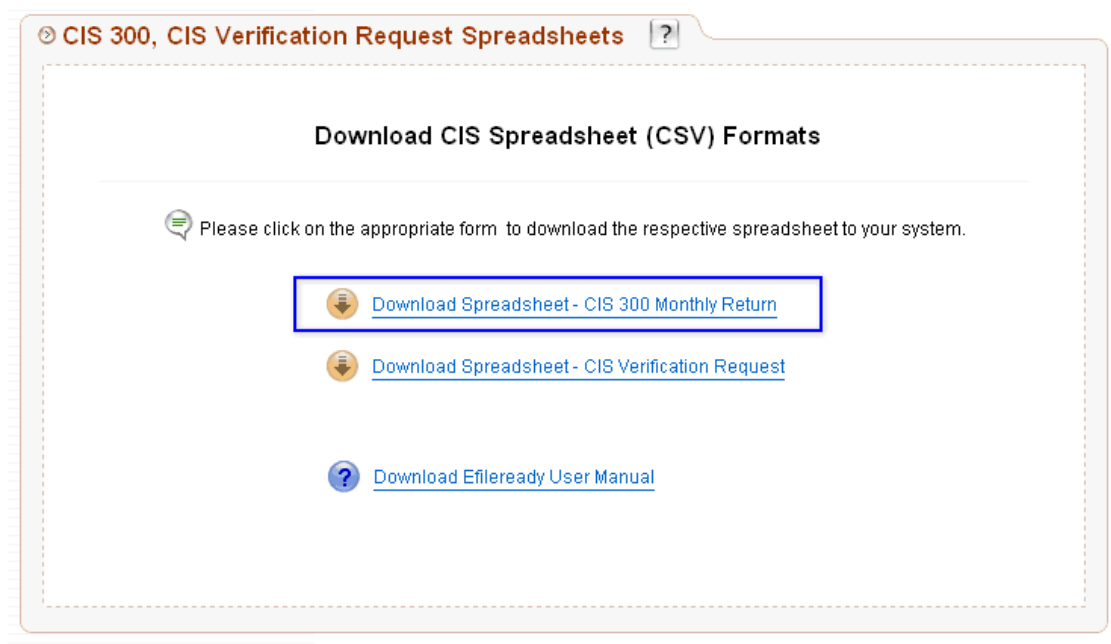 CIS 300, CIS Verification Request Spreadsheets ?
Download CIS Spreadsheet (CSV) Formats
Please click on the appropriate form to download the respective spreadsheet to your system.
Download Spreadsheet - CIS 300 Monthly Return
Download Spreadsheet - CIS Verification Request
? Download Efileready User Manual